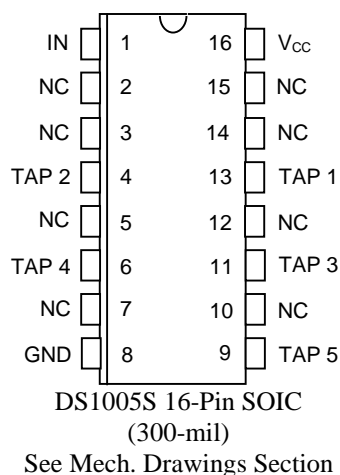 IN 1 16 VCC
NC 2 15 NC
NC 3 14 NC
TAP 2 4 13 TAP 1
NC 5 12 NC
TAP 4 6 11 TAP 3
NC 7 10 NC
GND 8 9 TAP 5
DS1005S 16-Pin SOIC
(300-mil)
See Mech. Drawings Section